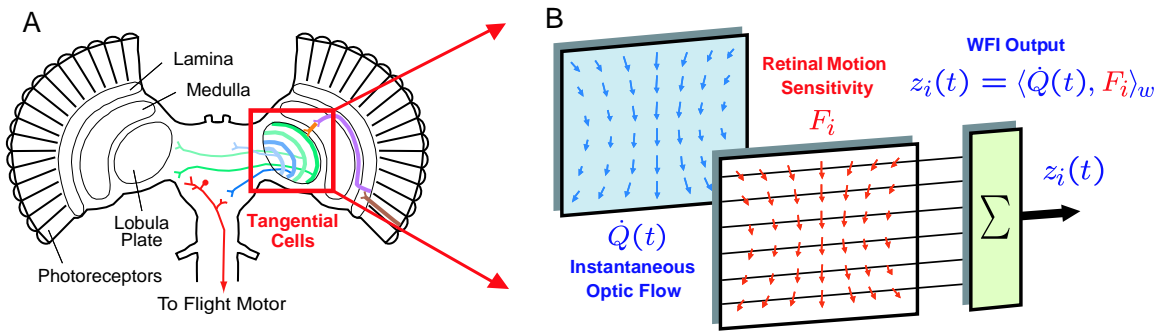 A
Lamina
Medulla
Lobula
Plate
Photoreceptors
Tangential
Cells
To Flight Motor
B
Retinal Motion
Sensitivity
F_i
WFI Output
z_i(t) = ⟨Q̇(t), F_i⟩_w
Q̇(t)
Instantaneous
Optic Flow
Σ
z_i(t)